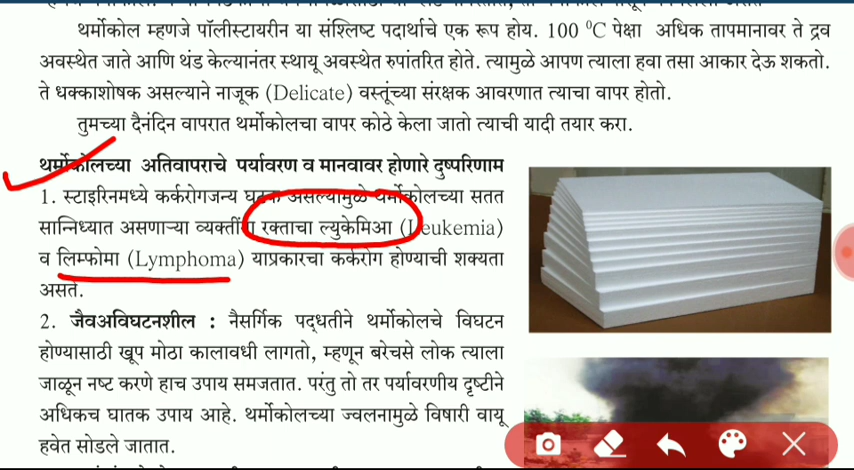 थर्मोकोल म्हणजे पॉलीस्टायरीन या संश्लिष्ट पदार्थाचे एक रूप होय. 100 ⁰C पेक्षा अधिक तापमानावर ते द्रव
अवस्थेत जाते आणि थंड केल्यानंतर स्थायू अवस्थेत रुपांतरित होते. त्यामुळे आपण त्याला हवा तसा आकार देऊ शकतो.
ते धक्काशोषक असल्याने नाजूक (Delicate) वस्तूंच्या संरक्षक आवरणात त्याचा वापर होतो.
तुमच्या दैनंदिन वापरात थर्मोकोलचा वापर कोठे केला जातो त्याची यादी तयार करा.
थर्मोकोलच्या अतिवापराचे पर्यावरण व मानवावर होणारे दुष्परिणाम
1. स्टाइरिनमध्ये कर्करोगजन्य घटक असल्यामुळे थर्मोकोलच्या सतत
सान्निध्यात असणाऱ्या व्यक्तींना रक्ताचा ल्युकेमिआ (Leukemia)
व लिम्फोमा (Lymphoma) याप्रकारचा कर्करोग होण्याची शक्यता
असते.
2. जैवअविघटनशील : नैसर्गिक पद्धतीने थर्मोकोलचे विघटन
होण्यासाठी खूप मोठा कालावधी लागतो, म्हणून बरेचसे लोक त्याला
जाळून नष्ट करणे हाच उपाय समजतात. परंतु तो तर पर्यावरणीय दृष्टीने
अधिकच घातक उपाय आहे. थर्मोकोलच्या ज्वलनामुळे विषारी वायू
हवेत सोडले जातात.